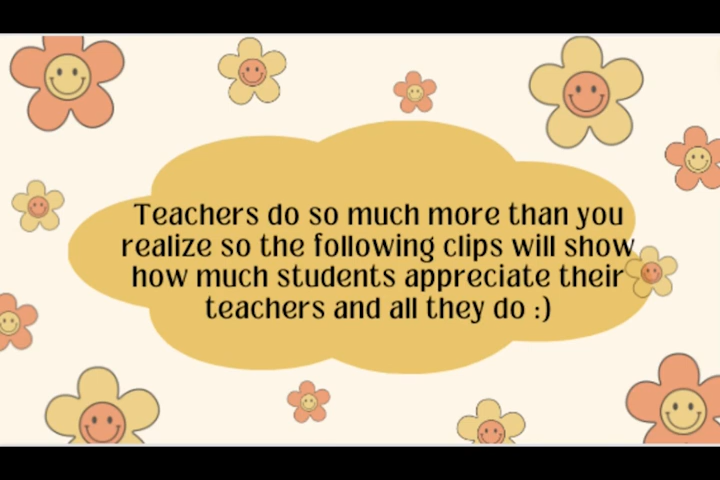 Teachers do so much more than you
realize so the following clips will show
how much students appreciate their
teachers and all they do :)